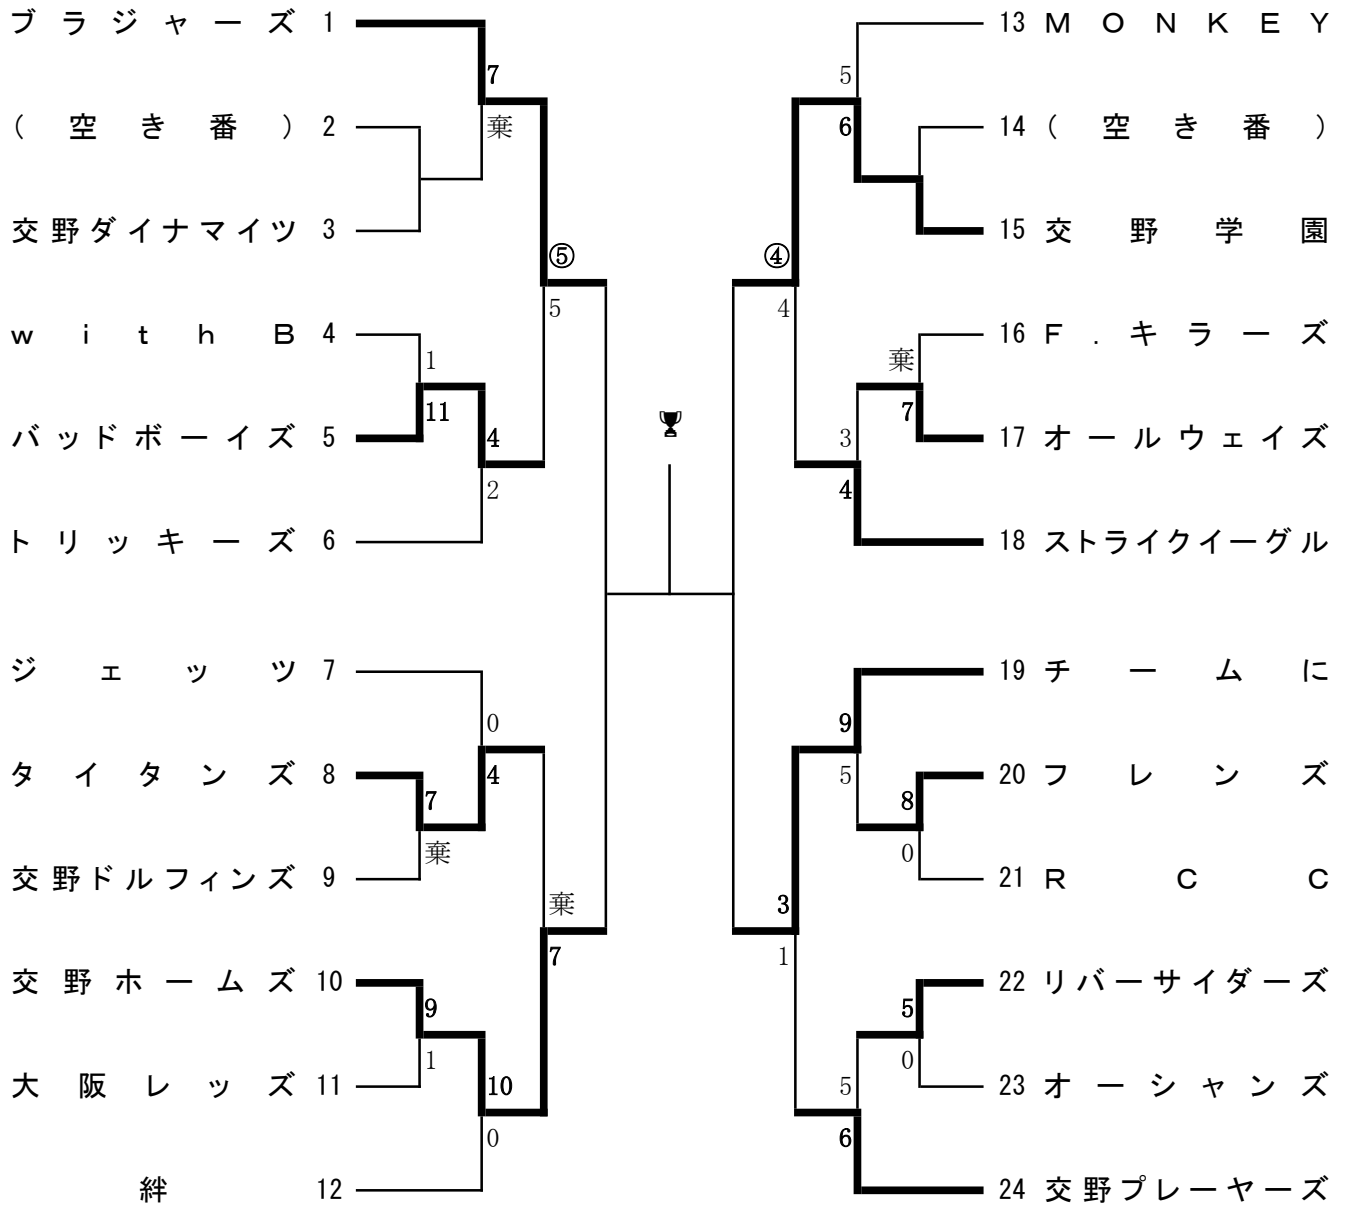 ブラジャーズ 1
7
(空き番) 2
棄
交野ダイナマイツ 3
⑤
5
withB 4
1
11
バッドボーイズ 5
4
2
トリッキーズ 6
ジェッツ 7
0
タイタンズ 8
4
7
棄
交野ドルフィンズ 9
棄
7
交野ホームズ 10
9
1
大阪レッズ 11
10
0
絆 12
13 MONKEY
5
14 (空き番)
6
15 交野学園
④
4
16 F.キラーズ
棄
7
17 オールウェイズ
3
4
18 ストライクイーグル
19 チームに
9
20 フレンズ
5
8
0
21 RCC
3
1
22 リバーサイダーズ
5
0
23 オーシャンズ
5
6
24 交野プレーヤーズ